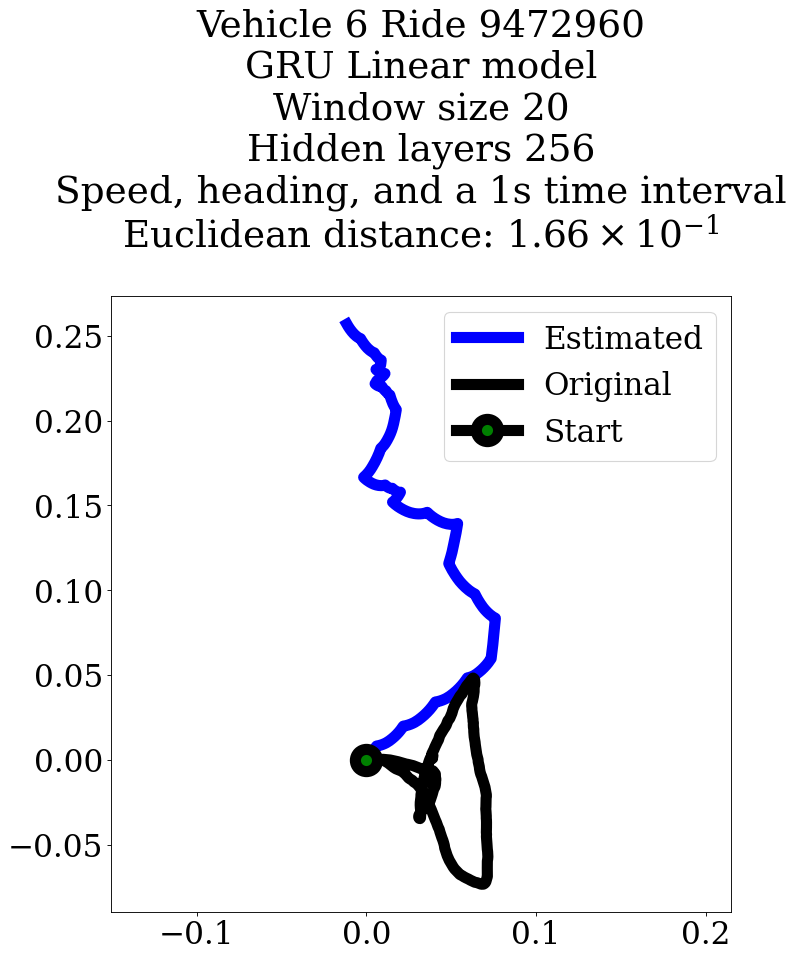 Vehicle 6 Ride 9472960
GRU Linear model
Window size 20
Hidden layers 256
Speed, heading, and a 1s time interval
Euclidean distance: 1.66 × 10⁻¹
Estimated
Original
Start
0.25
0.20
0.15
0.10
0.05
0.00
−0.05
−0.1 0.0 0.1 0.2